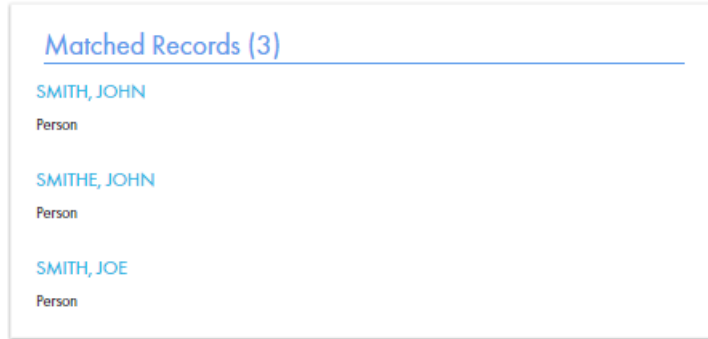 Matched Records (3)
SMITH, JOHN
Person
SMITHE, JOHN
Person
SMITH, JOE
Person